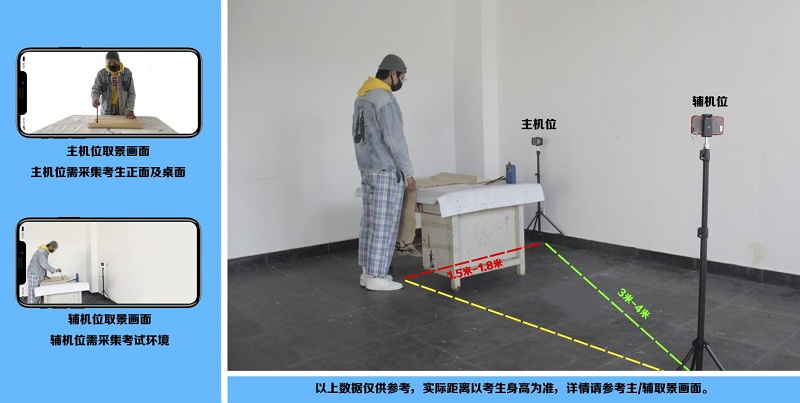 主机位取景画面
主机位需采集考生正面及桌面
辅机位取景画面
辅机位需采集考试环境
主机位
辅机位
1.5米-1.8米
3米-4米
以上数据仅供参考，实际距离以考生身高为准，详情请参考主/辅取景画面。